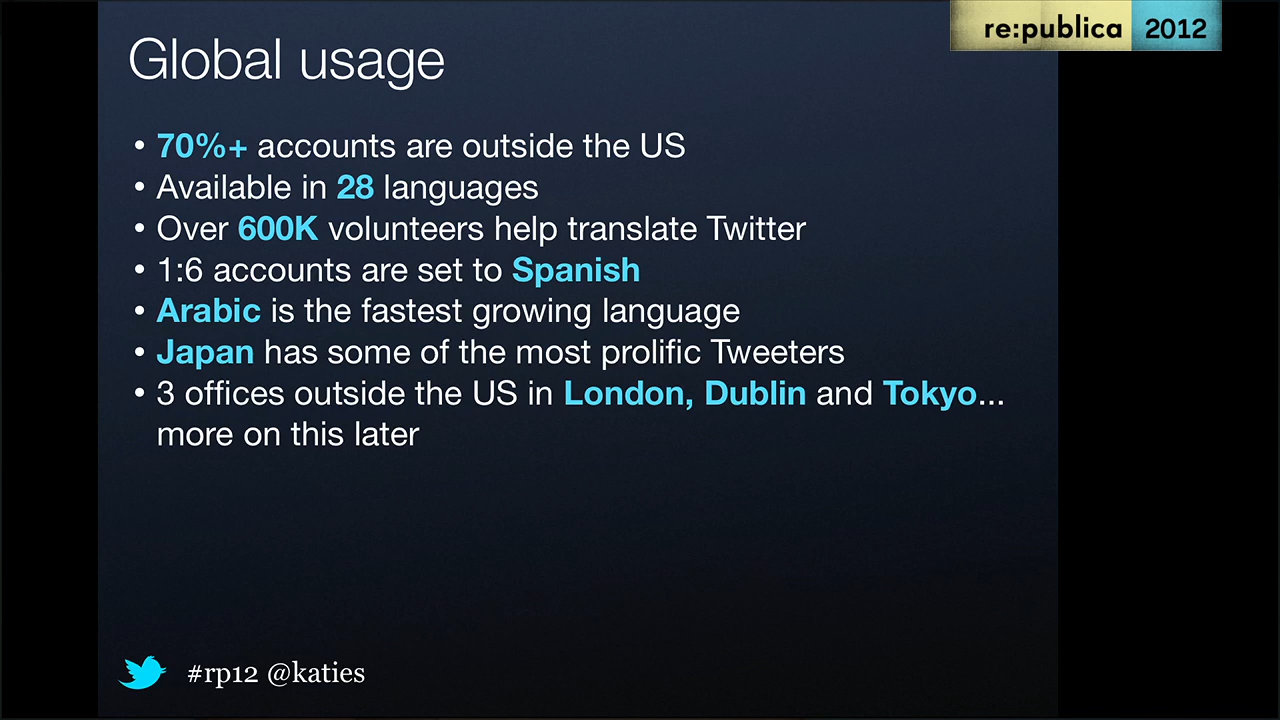 re:publica 2012
Global usage
• 70%+ accounts are outside the US
• Available in 28 languages
• Over 600K volunteers help translate Twitter
• 1:6 accounts are set to Spanish
• Arabic is the fastest growing language
• Japan has some of the most prolific Tweeters
• 3 offices outside the US in London, Dublin and Tokyo...
more on this later
#rp12 @katies